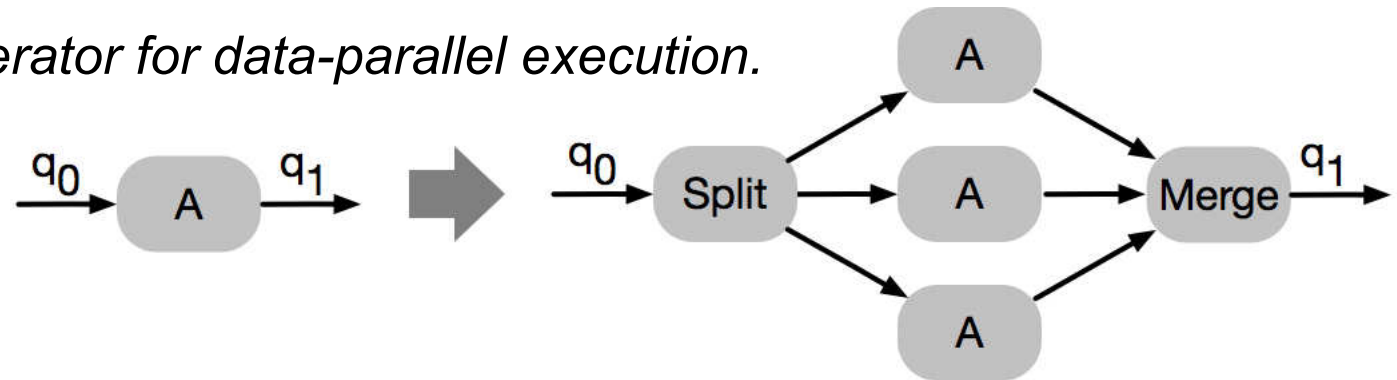 erator for data-parallel execution.
q0 A q1
q0 Split A A A Merge q1